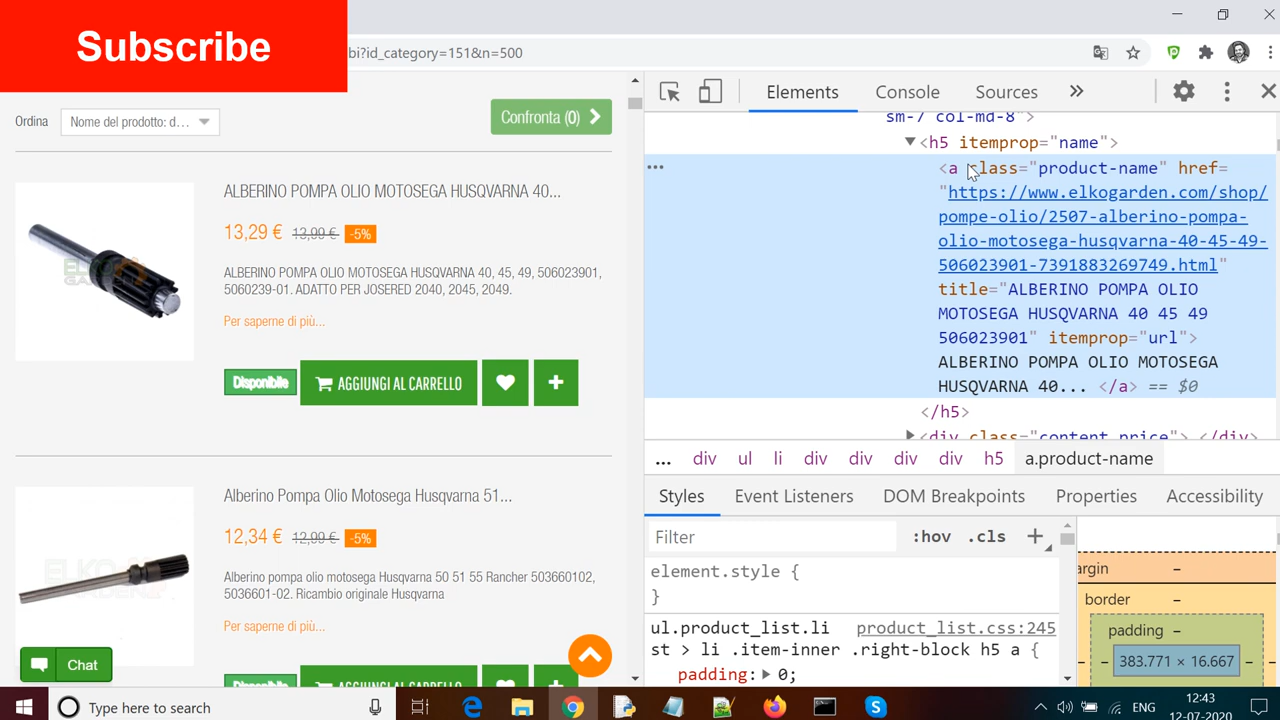 Subscribe
bi?id_category=151&n=500
Ordina
Nome del prodotto: d...
Confronta (0)
ALBERINO POMPA OLIO MOTOSEGA HUSQVARNA 40...
13,29 € 13,99 € -5%
ALBERINO POMPA OLIO MOTOSEGA HUSQVARNA 40, 45, 49, 506023901,
5060239-01. ADATTO PER JOSERED 2040, 2045, 2049.
Per saperne di più...
Disponibile
AGGIUNGI AL CARRELLO
Alberino Pompa Olio Motosega Husqvarna 51...
12,34 € 12,99 € -5%
Alberino pompa olio motosega Husqvarna 50 51 55 Rancher 503660102,
5036601-02. Ricambio originale Husqvarna
Per saperne di più...
Chat
Elements
Console
Sources
sm-7 col-md-8">
<h5 itemprop="name">
<a class="product-name" href=
"https://www.elkogarden.com/shop/
pompe-olio/2507-alberino-pompa-
olio-motosega-husqvarna-40-45-49-
506023901-7391883269749.html"
title="ALBERINO POMPA OLIO
MOTOSEGA HUSQVARNA 40 45 49
506023901" itemprop="url">
ALBERINO POMPA OLIO MOTOSEGA
HUSQVARNA 40... </a> == $0
</h5>
<div class="content_price"> </div>
... div ul li div div div div h5 a.product-name
Styles
Event Listeners
DOM Breakpoints
Properties
Accessibility
Filter
:hov .cls +
element.style {
}
ul.product_list.li product_list.css:245
st > li .item-inner .right-block h5 a {
padding: 0;
argin –
border –
padding –
383.771 × 16.667
Type here to search
ENG
12:43
12-07-2020